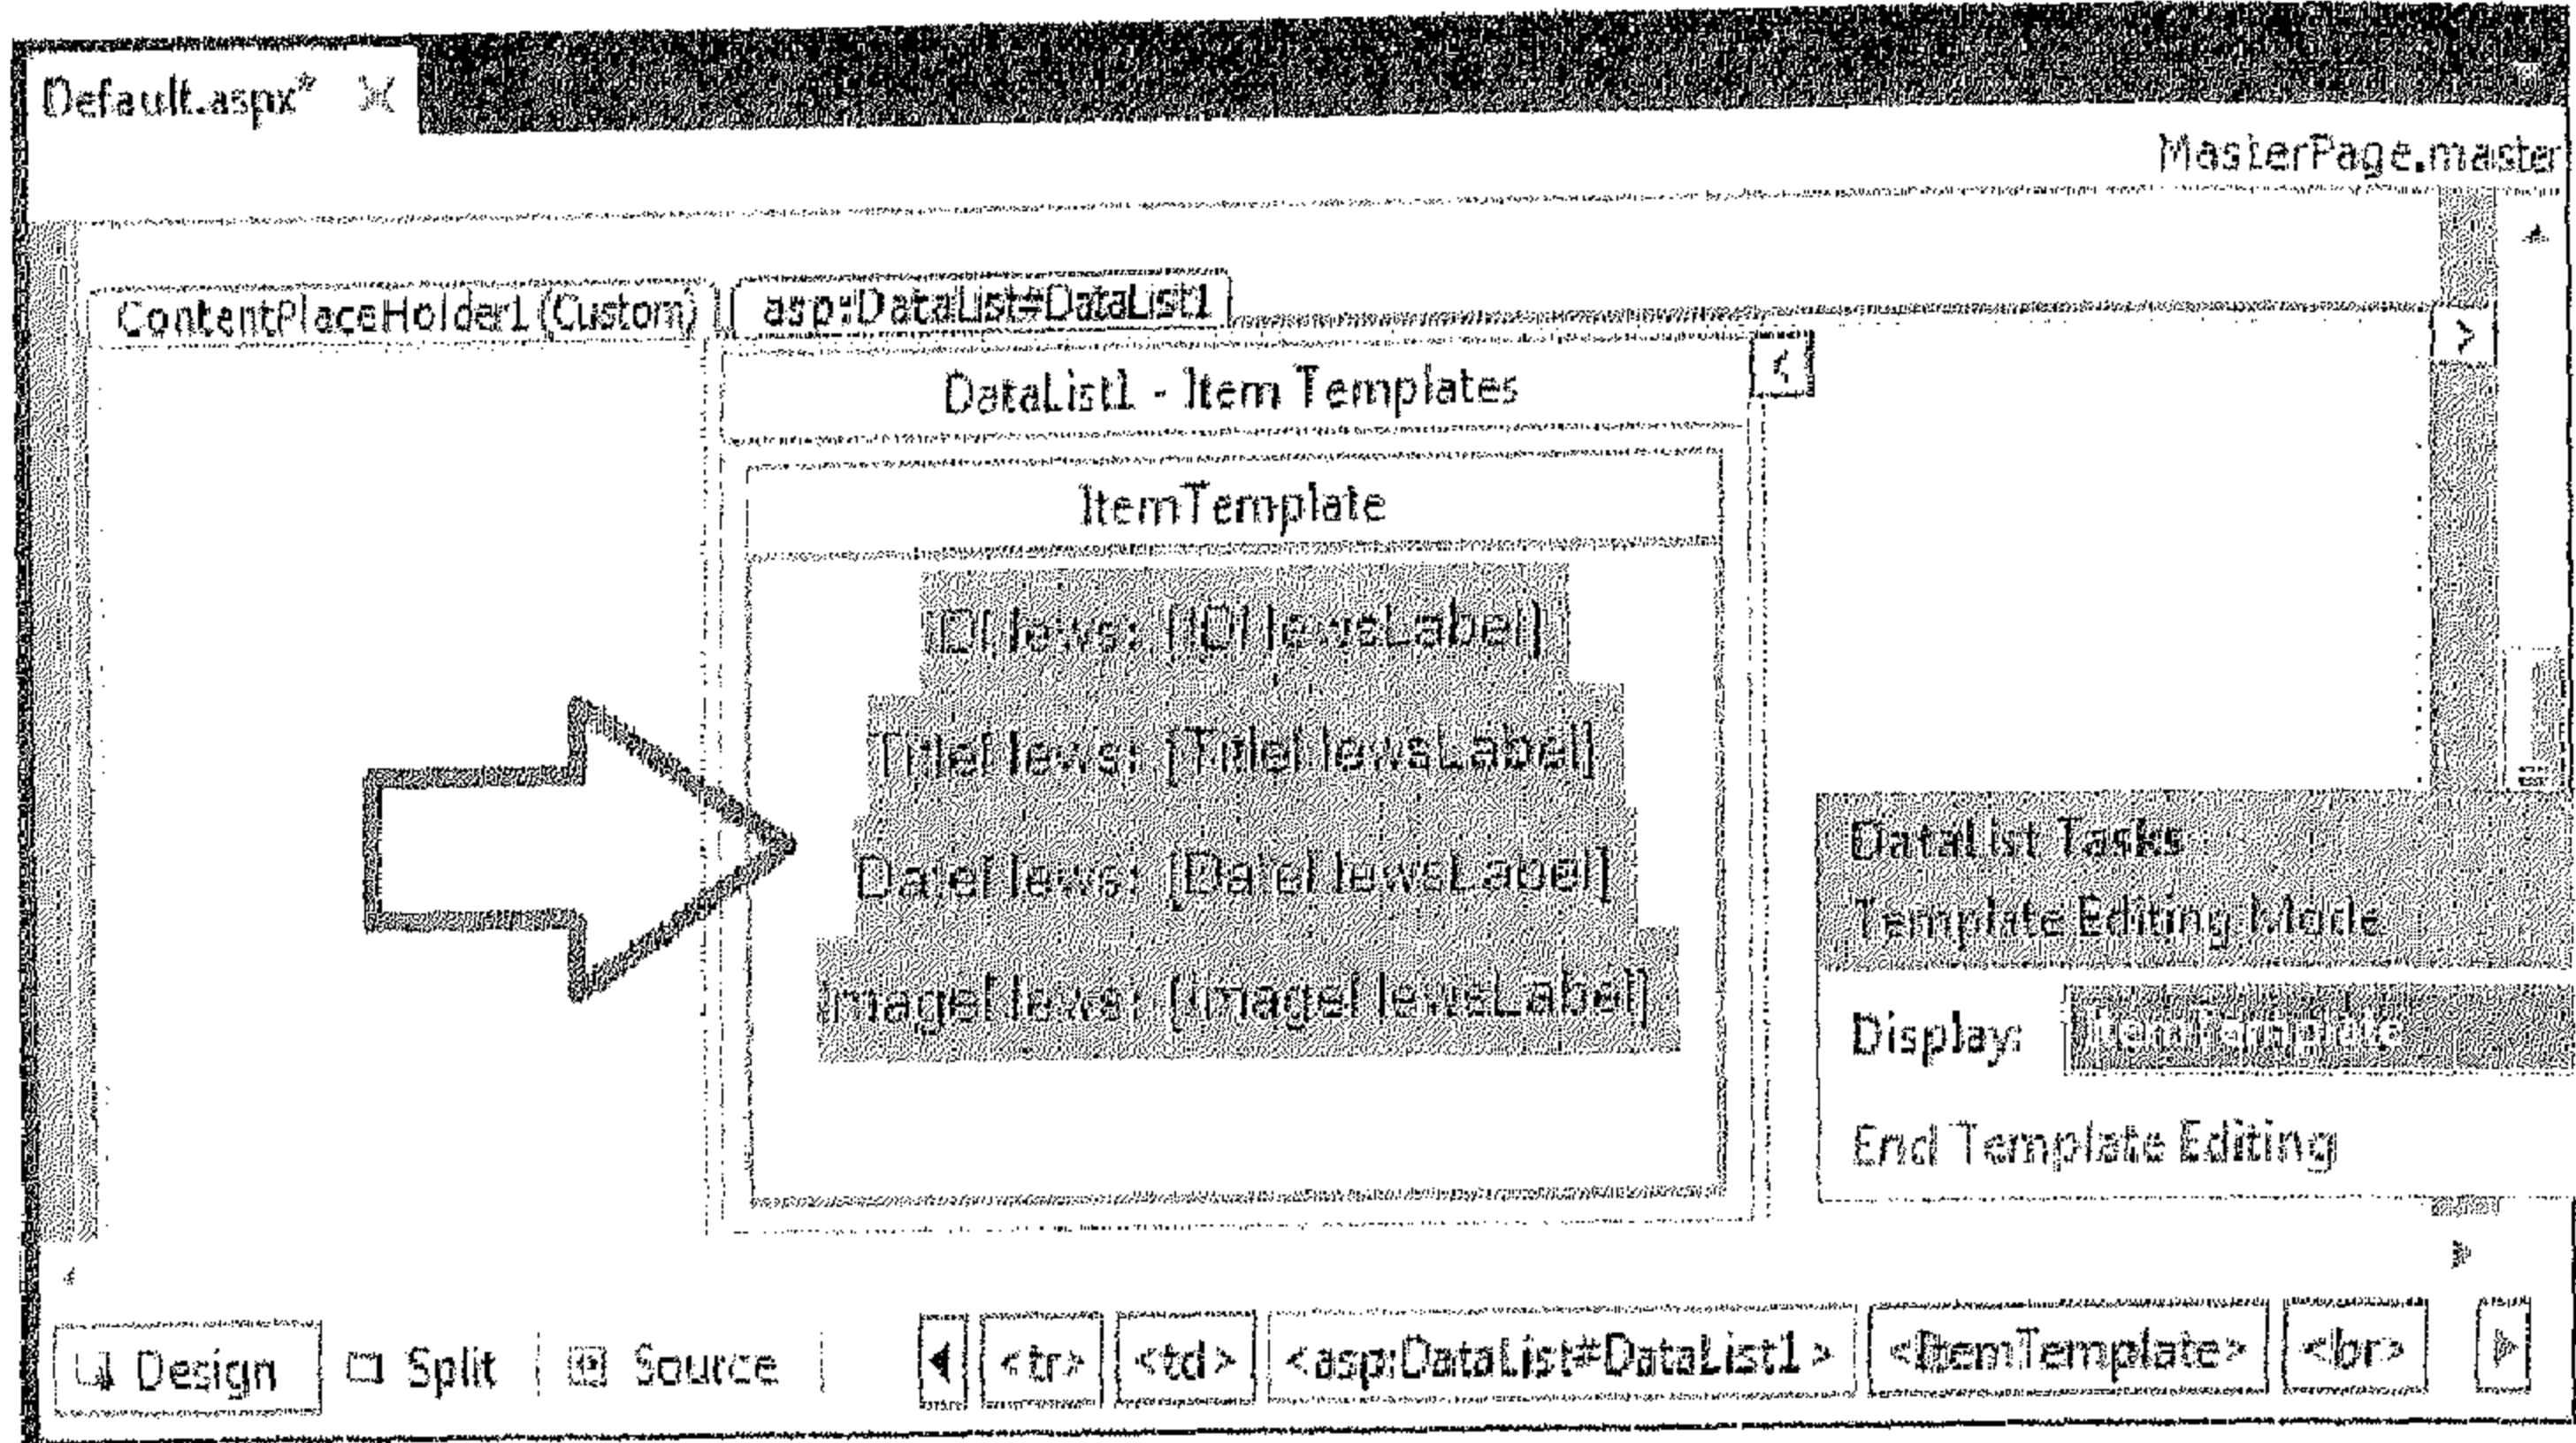 Default.aspx*
MasterPage.master
ContentPlaceHolder1 (Custom) asp:DataList#DataList1
DataList1 - Item Templates
ItemTemplate
IDNews: [IDNewsLabel]
TitleNews: [TitleNewsLabel]
DateNews: [DateNewsLabel]
ImageNews: [ImageNewsLabel]
DataList Tasks
Template Editing Mode
Display: ItemTemplate
End Template Editing
Design Split Source <tr> <td> <asp:DataList#DataList1> <ItemTemplate> <br>